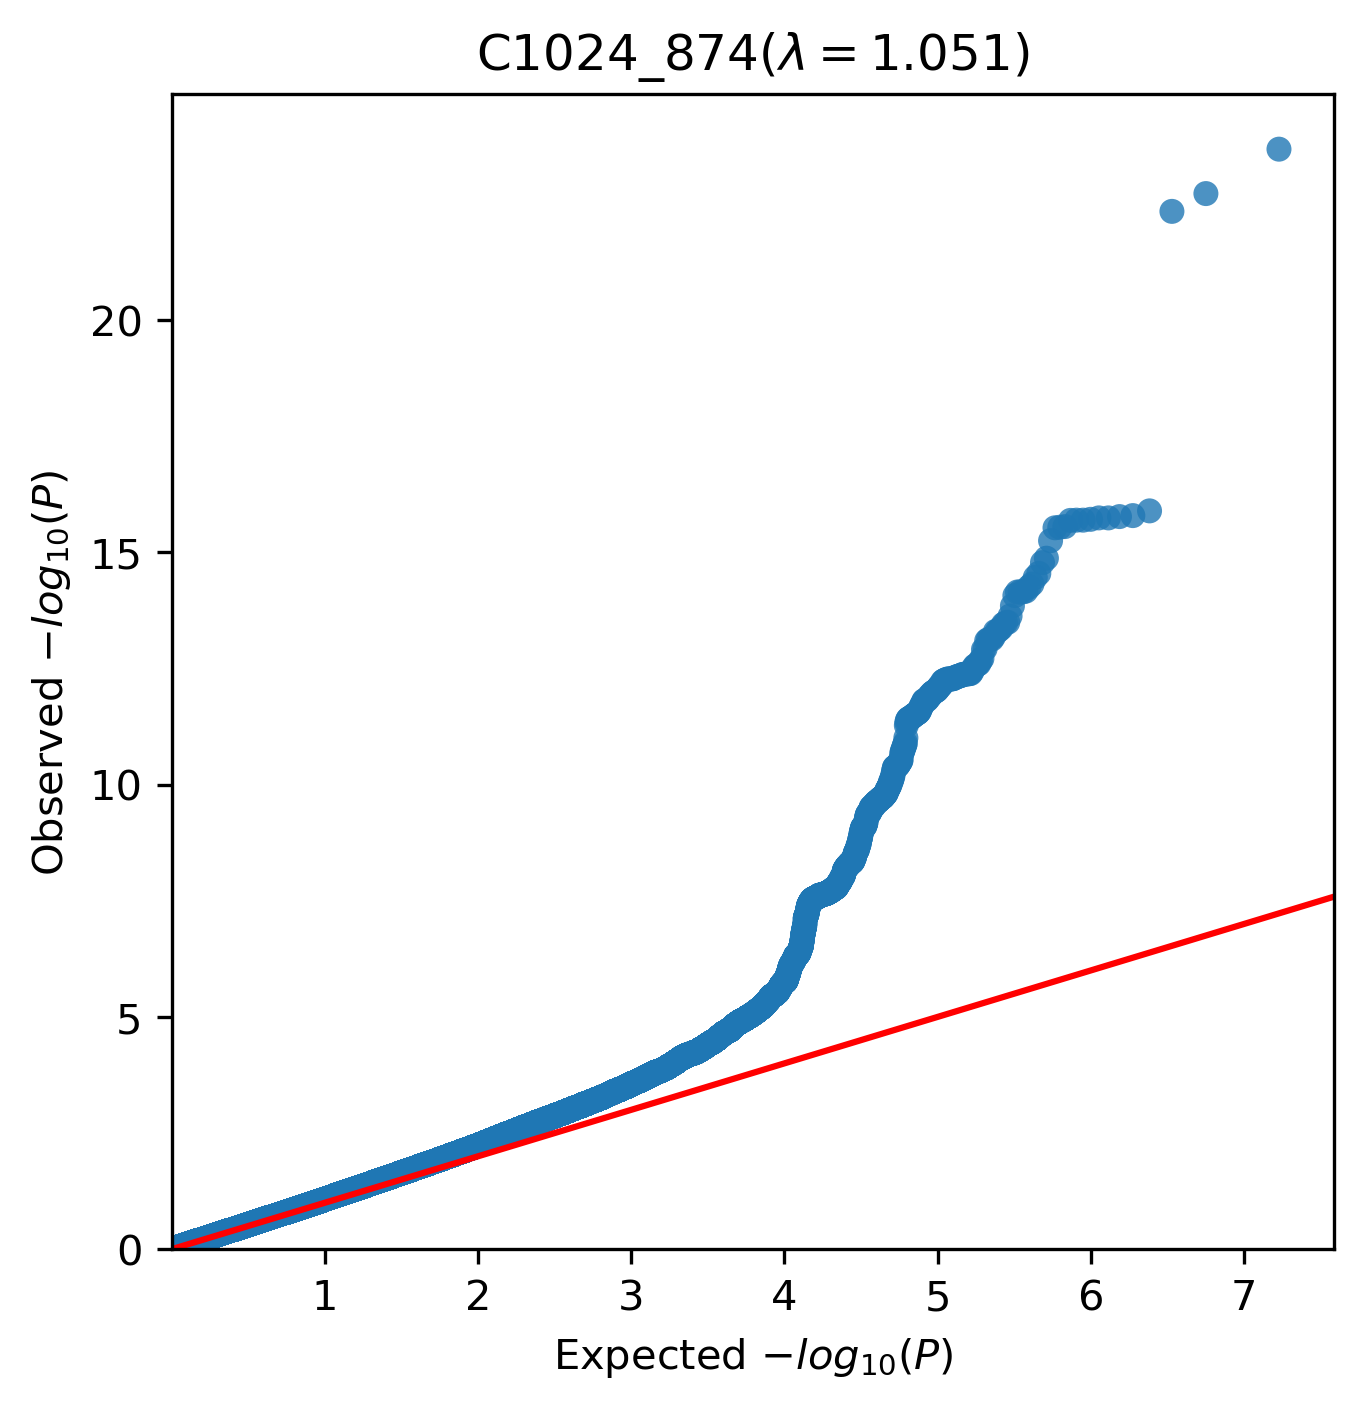 C1024_874(λ = 1.051)
Observed −log₁₀(P)
20
15
10
5
0
1 2 3 4 5 6 7
Expected −log₁₀(P)